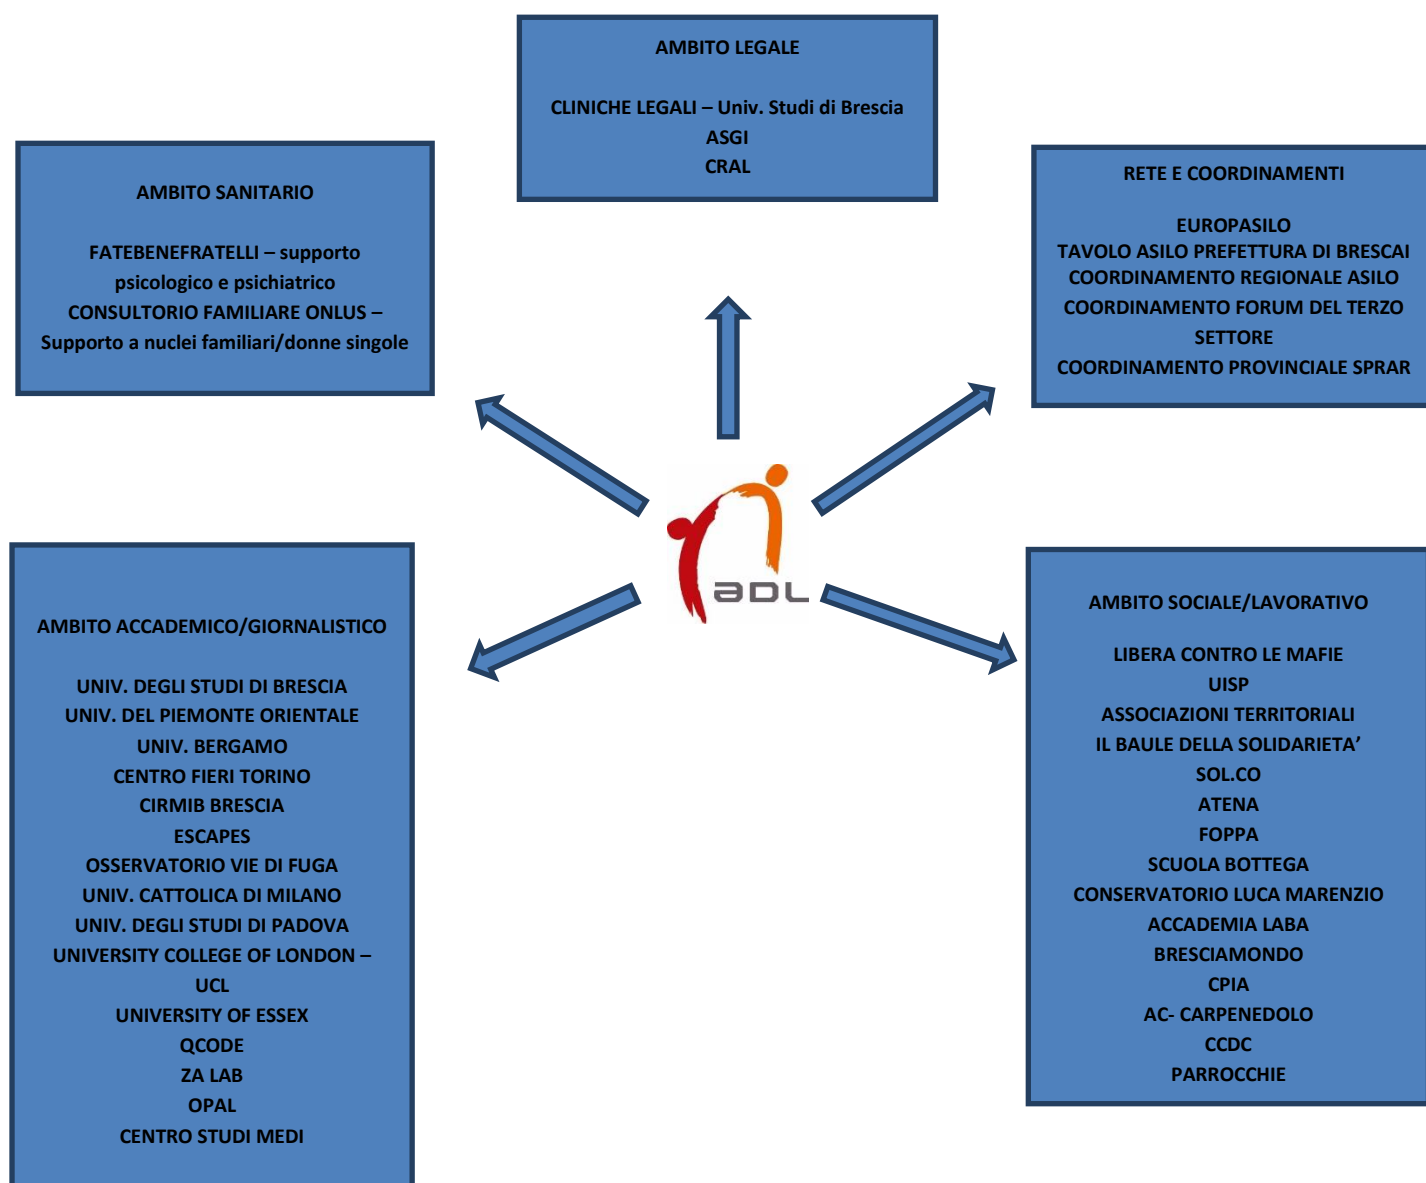 AMBITO LEGALE
CLINICHE LEGALI – Univ. Studi di Brescia
ASGI
CRAL
AMBITO SANITARIO
FATEBENEFRATELLI – supporto
psicologico e psichiatrico
CONSULTORIO FAMILIARE ONLUS –
Supporto a nuclei familiari/donne singole
RETE E COORDINAMENTI
EUROPASILO
TAVOLO ASILO PREFETTURA DI BRESCAI
COORDINAMENTO REGIONALE ASILO
COORDINAMENTO FORUM DEL TERZO
SETTORE
COORDINAMENTO PROVINCIALE SPRAR
aDL
AMBITO ACCADEMICO/GIORNALISTICO
UNIV. DEGLI STUDI DI BRESCIA
UNIV. DEL PIEMONTE ORIENTALE
UNIV. BERGAMO
CENTRO FIERI TORINO
CIRMIB BRESCIA
ESCAPES
OSSERVATORIO VIE DI FUGA
UNIV. CATTOLICA DI MILANO
UNIV. DEGLI STUDI DI PADOVA
UNIVERSITY COLLEGE OF LONDON –
UCL
UNIVERSITY OF ESSEX
QCODE
ZA LAB
OPAL
CENTRO STUDI MEDI
AMBITO SOCIALE/LAVORATIVO
LIBERA CONTRO LE MAFIE
UISP
ASSOCIAZIONI TERRITORIALI
IL BAULE DELLA SOLIDARIETA’
SOL.CO
ATENA
FOPPA
SCUOLA BOTTEGA
CONSERVATORIO LUCA MARENZIO
ACCADEMIA LABA
BRESCIAMONDO
CPIA
AC- CARPENEDOLO
CCDC
PARROCCHIE